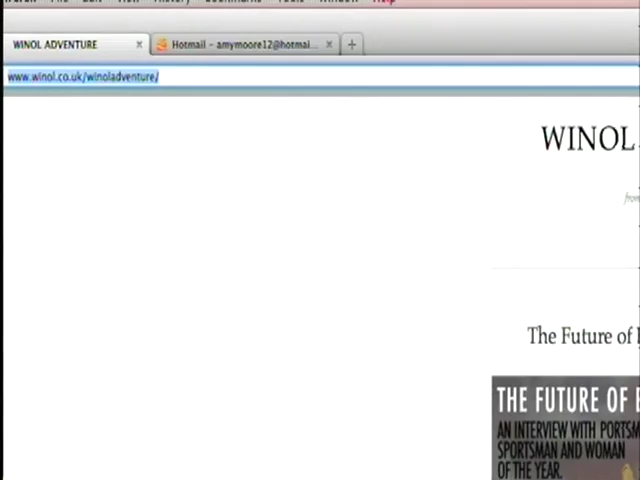 WINOL ADVENTURE
Hotmail - amymoore12@hotmai...
www.winol.co.uk/winoladventure/
WINOL
from
The Future of
THE FUTURE OF
AN INTERVIEW WITH PORTSM
SPORTSMAN AND WOMAN
OF THE YEAR.